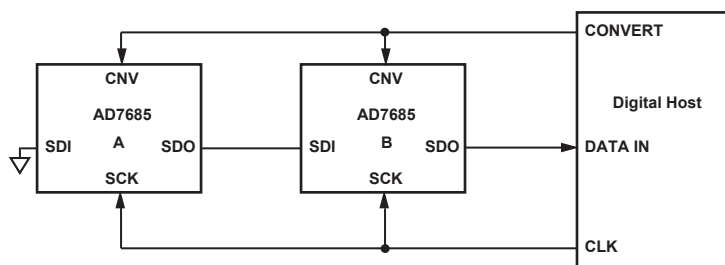 CONVERT
CNV
CNV
AD7685
AD7685
Digital Host
SDI
A
SDO
SDI
B
SDO
DATA IN
SCK
SCK
CLK